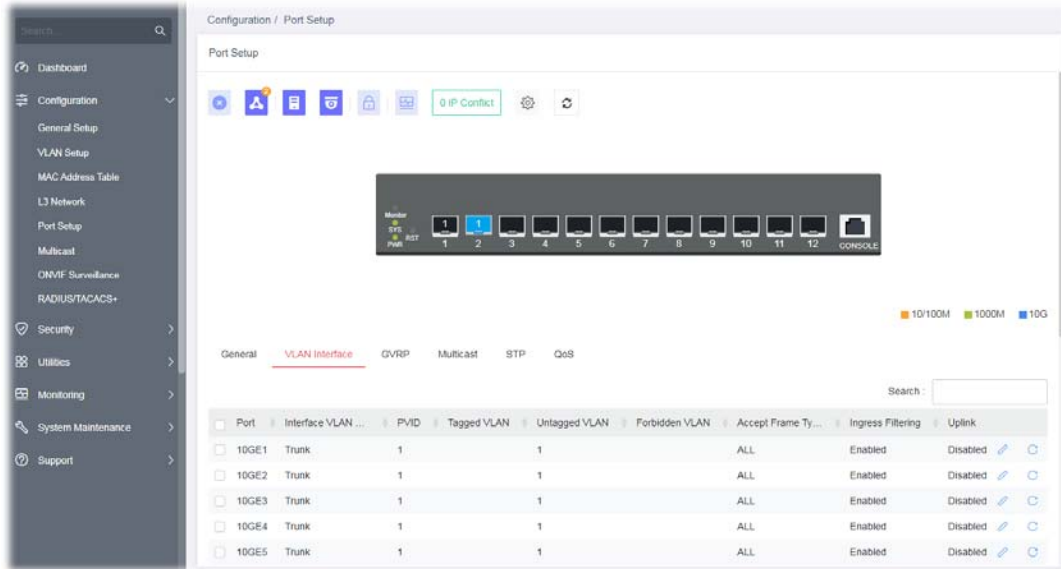 Configuration / Port Setup
Search...
Port Setup
Dashboard
Configuration
0 IP Conflict
General Setup
VLAN Setup
MAC Address Table
L3 Network
Port Setup
Multicast
ONVIF Surveillance
RADIUS/TACACS+
Security
Utilities
Monitoring
System Maintenance
Support
Monitor
SYS
RST
PWR
1 1
1 2 3 4 5 6 7 8 9 10 11 12 CONSOLE
10/100M 1000M 10G
General VLAN Interface GVRP Multicast STP QoS
Search :
Port Interface VLAN ... PVID Tagged VLAN Untagged VLAN Forbidden VLAN Accept Frame Ty... Ingress Filtering Uplink
10GE1 Trunk 1 1 ALL Enabled Disabled
10GE2 Trunk 1 1 ALL Enabled Disabled
10GE3 Trunk 1 1 ALL Enabled Disabled
10GE4 Trunk 1 1 ALL Enabled Disabled
10GE5 Trunk 1 1 ALL Enabled Disabled